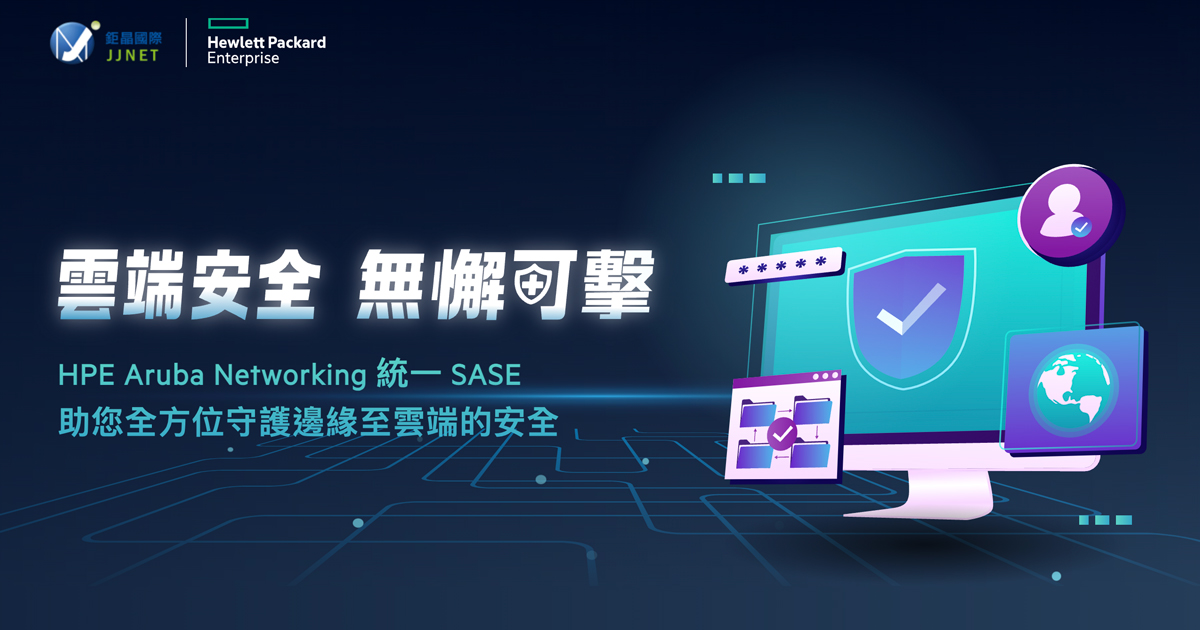 鉅晶國際
JJNET
Hewlett Packard
Enterprise
雲端安全 無懈可擊
HPE Aruba Networking 統一 SASE
助您全方位守護邊緣至雲端的安全
*****